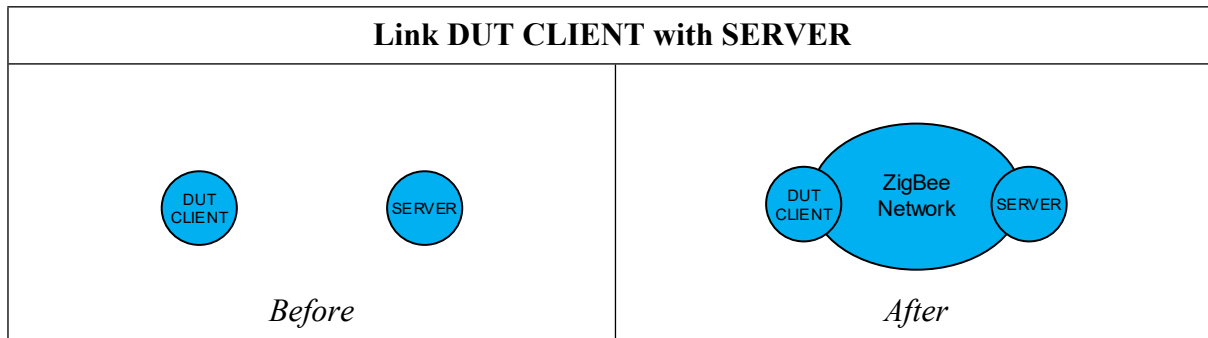 Link DUT CLIENT with SERVER
DUT
CLIENT
SERVER
Before
DUT
CLIENT
ZigBee
Network
SERVER
After